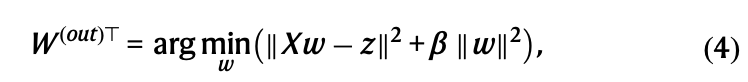 W^{(out)⊤} = arg min_w (‖Xw − z‖² + β ‖w‖²), (4)